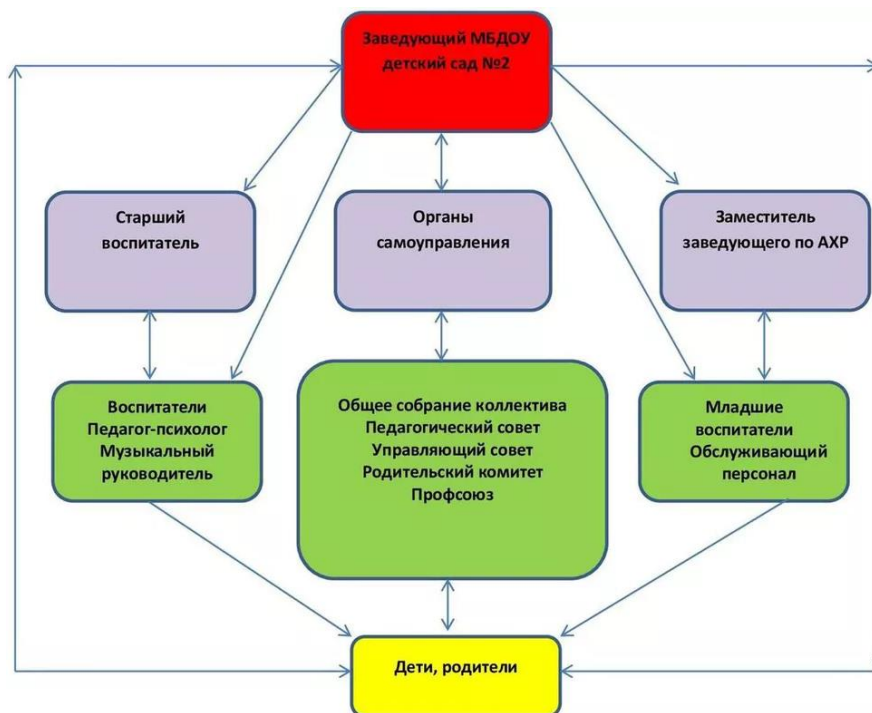 Заведующий МБДОУ
детский сад №2
Старший
воспитатель
Органы
самоуправления
Заместитель
заведующего по АХР
Воспитатели
Педагог-психолог
Музыкальный
руководитель
Общее собрание коллектива
Педагогический совет
Управляющий совет
Родительский комитет
Профсоюз
Младшие
воспитатели
Обслуживающий
персонал
Дети, родители